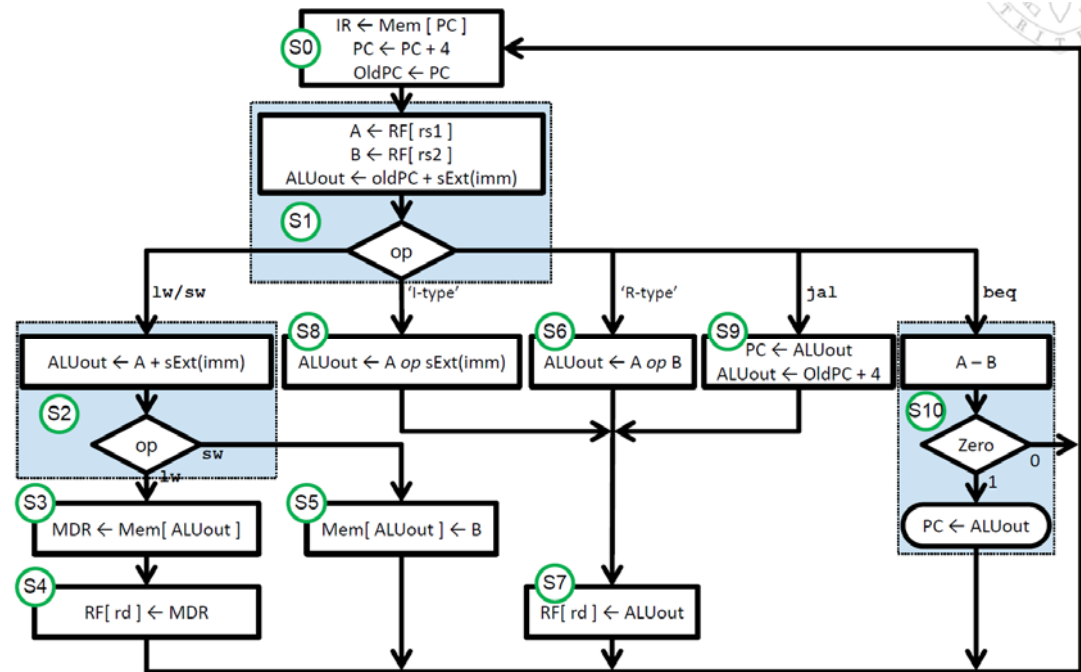 IR ← Mem [ PC ]
PC ← PC + 4
OldPC ← PC
S0
A ← RF[ rs1 ]
B ← RF[ rs2 ]
ALUout ← oldPC + sExt(imm)
S1
op
lw/sw
'I-type'
'R-type'
jal
beq
ALUout ← A + sExt(imm)
S2
op
sw
lw
S8
ALUout ← A op sExt(imm)
S6
ALUout ← A op B
S9
PC ← ALUout
ALUout ← OldPC + 4
A – B
S10
Zero
0
1
PC ← ALUout
S3
MDR ← Mem[ ALUout ]
S5
Mem[ ALUout ] ← B
S4
RF[ rd ] ← MDR
S7
RF[ rd ] ← ALUout